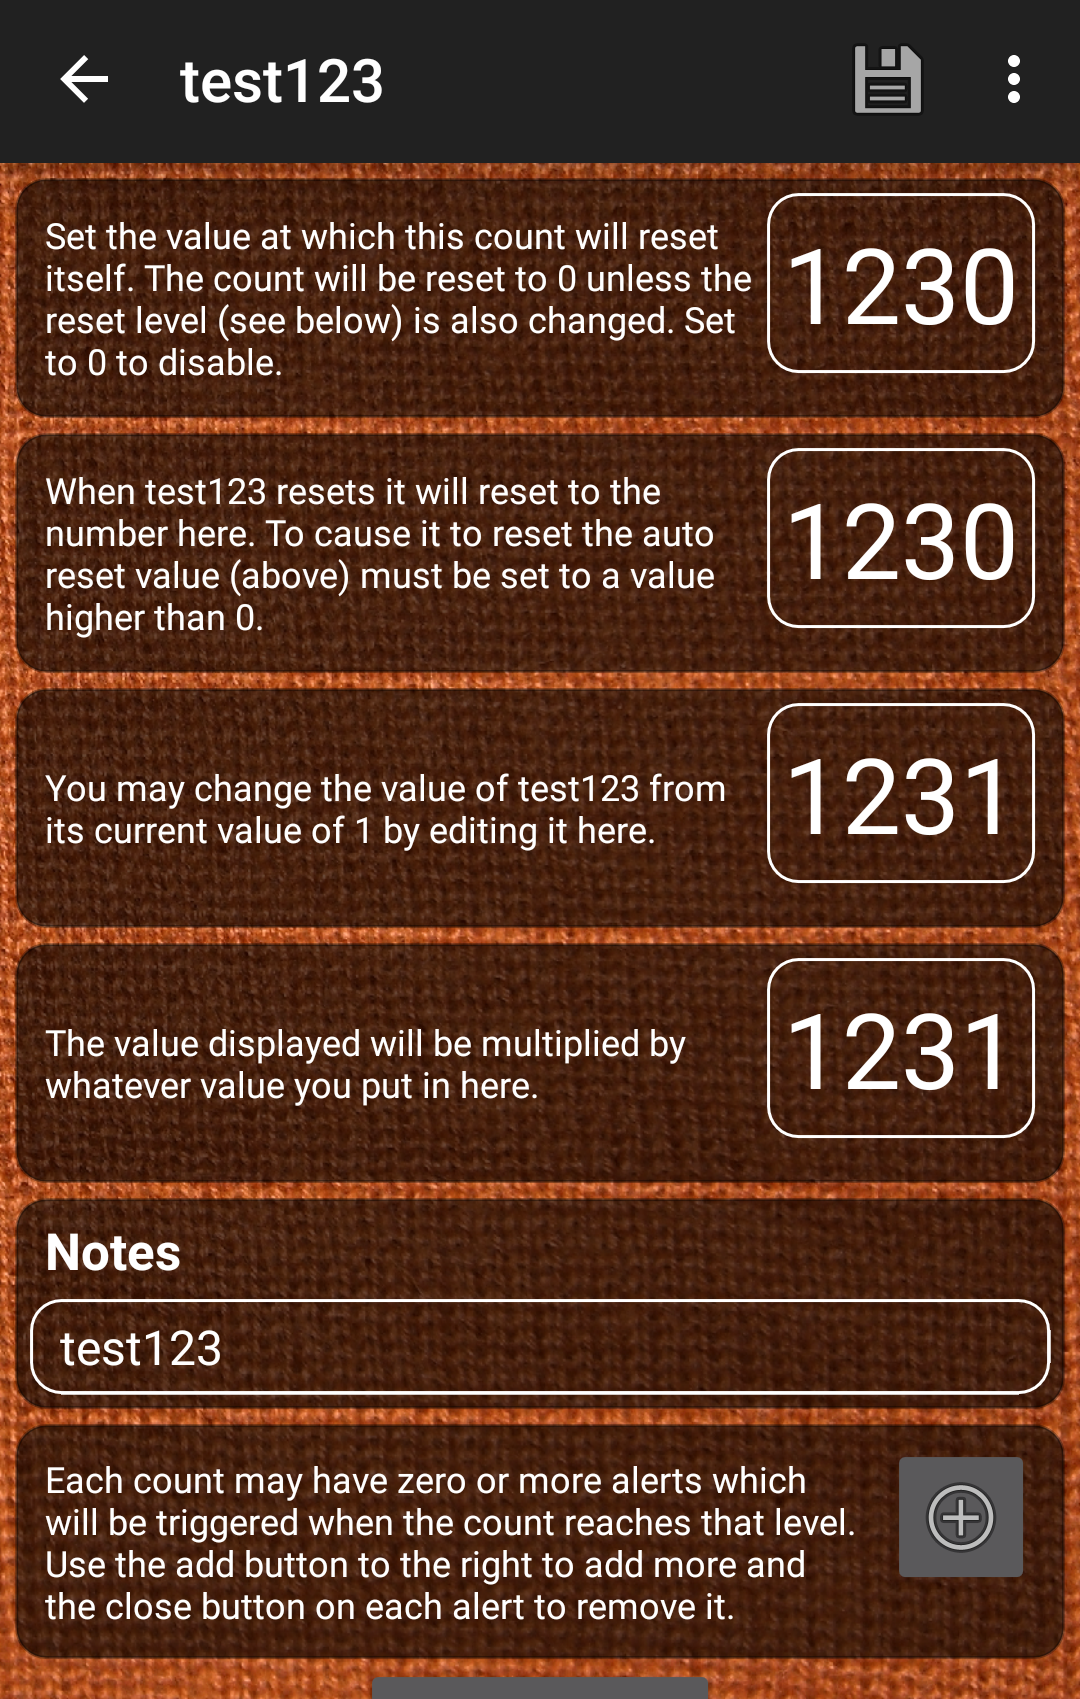 test123
Set the value at which this count will reset
itself. The count will be reset to 0 unless the
reset level (see below) is also changed. Set
to 0 to disable.
1230
When test123 resets it will reset to the
number here. To cause it to reset the auto
reset value (above) must be set to a value
higher than 0.
1230
You may change the value of test123 from
its current value of 1 by editing it here.
1231
The value displayed will be multiplied by
whatever value you put in here.
1231
Notes
test123
Each count may have zero or more alerts which
will be triggered when the count reaches that level.
Use the add button to the right to add more and
the close button on each alert to remove it.